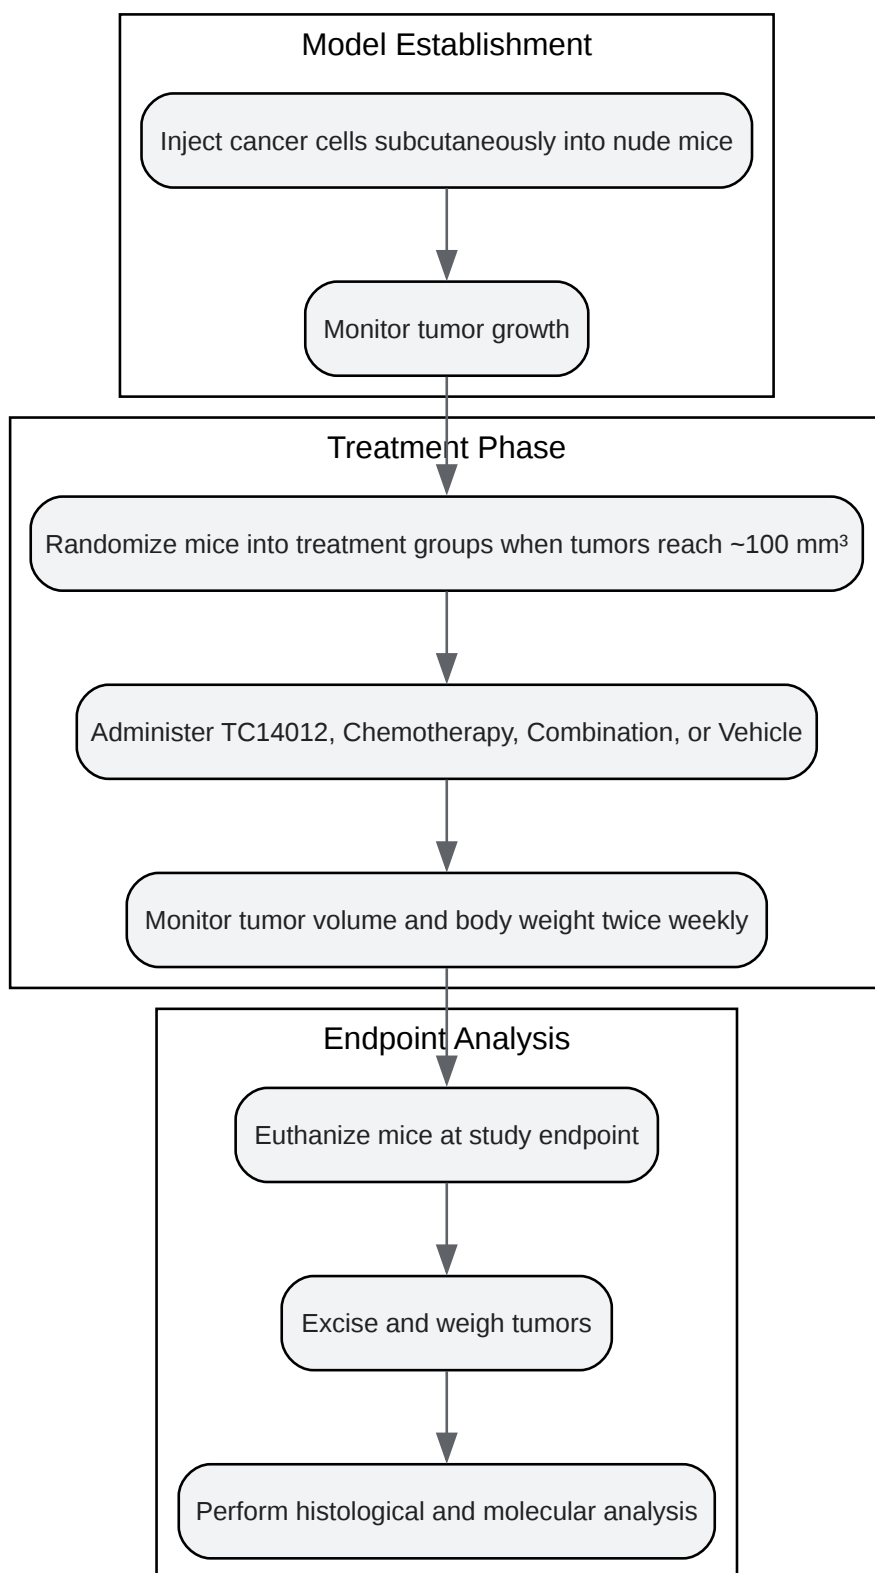 Model Establishment
Inject cancer cells subcutaneously into nude mice
Monitor tumor growth
Treatment Phase
Randomize mice into treatment groups when tumors reach ~100 mm³
Administer TC14012, Chemotherapy, Combination, or Vehicle
Monitor tumor volume and body weight twice weekly
Endpoint Analysis
Euthanize mice at study endpoint
Excise and weigh tumors
Perform histological and molecular analysis